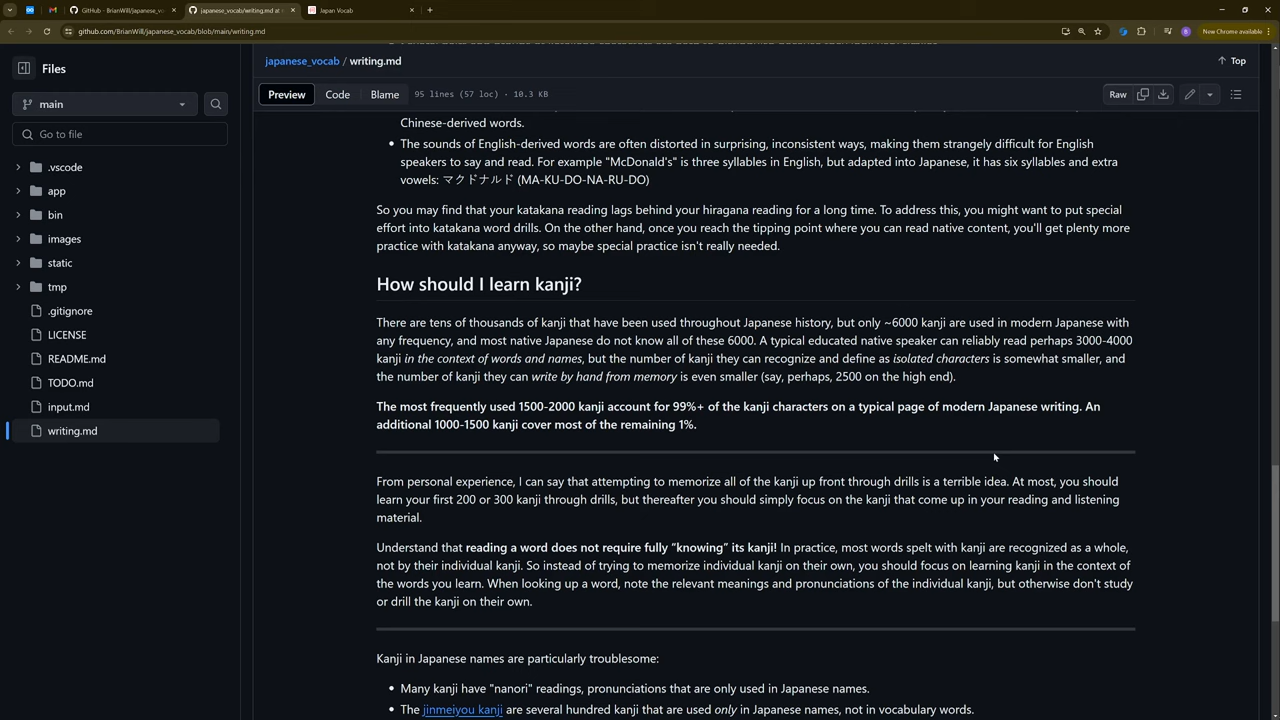 GitHub - BrianWill/japanese_v
japanese_vocab/writing.md at
Japan Vocab
github.com/BrianWill/japanese_vocab/blob/main/writing.md
New Chrome available
Files
japanese_vocab / writing.md
Top
main
Preview
Code
Blame
95 lines (57 loc) · 10.3 KB
Raw
Go to file
.vscode
app
bin
images
static
tmp
.gitignore
LICENSE
README.md
TODO.md
input.md
writing.md
Chinese-derived words.
The sounds of English-derived words are often distorted in surprising, inconsistent ways, making them strangely difficult for English
speakers to say and read. For example "McDonald's" is three syllables in English, but adapted into Japanese, it has six syllables and extra
vowels: マクドナルド (MA-KU-DO-NA-RU-DO)
So you may find that your katakana reading lags behind your hiragana reading for a long time. To address this, you might want to put special
effort into katakana word drills. On the other hand, once you reach the tipping point where you can read native content, you'll get plenty more
practice with katakana anyway, so maybe special practice isn't really needed.
How should I learn kanji?
There are tens of thousands of kanji that have been used throughout Japanese history, but only ~6000 kanji are used in modern Japanese with
any frequency, and most native Japanese do not know all of these 6000. A typical educated native speaker can reliably read perhaps 3000-4000
kanji in the context of words and names, but the number of kanji they can recognize and define as isolated characters is somewhat smaller, and
the number of kanji they can write by hand from memory is even smaller (say, perhaps, 2500 on the high end).
The most frequently used 1500-2000 kanji account for 99%+ of the kanji characters on a typical page of modern Japanese writing. An
additional 1000-1500 kanji cover most of the remaining 1%.
From personal experience, I can say that attempting to memorize all of the kanji up front through drills is a terrible idea. At most, you should
learn your first 200 or 300 kanji through drills, but thereafter you should simply focus on the kanji that come up in your reading and listening
material.
Understand that reading a word does not require fully “knowing” its kanji! In practice, most words spelt with kanji are recognized as a whole,
not by their individual kanji. So instead of trying to memorize individual kanji on their own, you should focus on learning kanji in the context of
the words you learn. When looking up a word, note the relevant meanings and pronunciations of the individual kanji, but otherwise don't study
or drill the kanji on their own.
Kanji in Japanese names are particularly troublesome:
Many kanji have "nanori" readings, pronunciations that are only used in Japanese names.
The jinmeiyou kanji are several hundred kanji that are used only in Japanese names, not in vocabulary words.